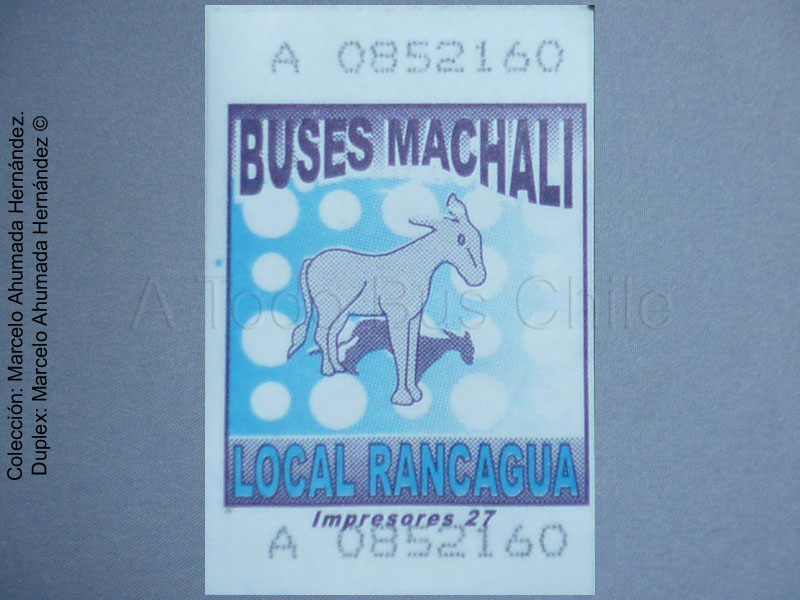 A 0852160
BUSES MACHALI
A Todo Bus Chile
LOCAL RANCAGUA
Impresores 27
A 0852160
Colección: Marcelo Ahumada Hernández.
Duplex: Marcelo Ahumada Hernández ©